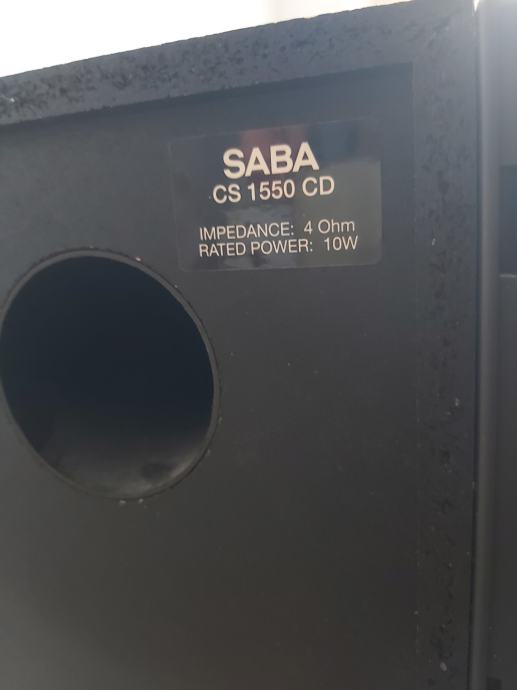 SABA
CS 1550 CD
IMPEDANCE: 4 Ohm
RATED POWER: 10W